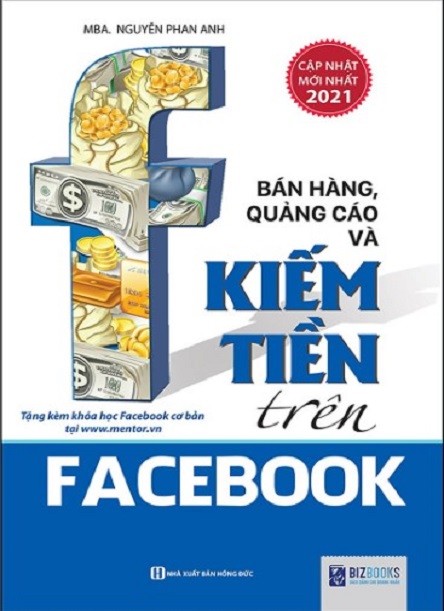 MBA. NGUYỄN PHAN ANH
CẬP NHẬT
MỚI NHẤT
2021
BÁN HÀNG,
QUẢNG CÁO
VÀ
KIẾM
TIỀN
trên
Tặng kèm khóa học Facebook cơ bản
tại www.mentor.vn
FACEBOOK
NHÀ XUẤT BẢN HỒNG ĐỨC
BIZBOOKS